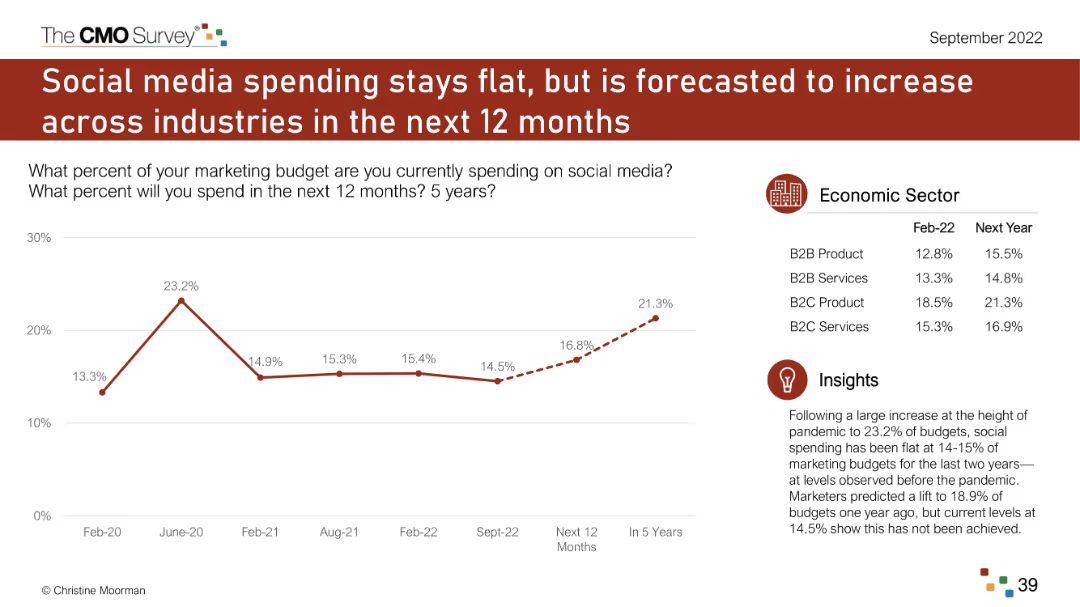 The CMO Survey®
September 2022
Social media spending stays flat, but is forecasted to increase
across industries in the next 12 months
What percent of your marketing budget are you currently spending on social media?
What percent will you spend in the next 12 months? 5 years?
30%
20%
10%
0%
13.3%
23.2%
14.9%
15.3%
15.4%
14.5%
16.8%
21.3%
Feb-20 June-20 Feb-21 Aug-21 Feb-22 Sept-22 Next 12 In 5 Years
Months
Economic Sector
Feb-22 Next Year
B2B Product 12.8% 15.5%
B2B Services 13.3% 14.8%
B2C Product 18.5% 21.3%
B2C Services 15.3% 16.9%
Insights
Following a large increase at the height of
pandemic to 23.2% of budgets, social
spending has been flat at 14-15% of
marketing budgets for the last two years—
at levels observed before the pandemic.
Marketers predicted a lift to 18.9% of
budgets one year ago, but current levels at
14.5% show this has not been achieved.
© Christine Moorman
39